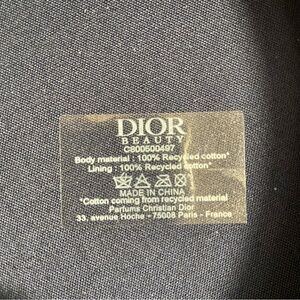 DIOR
BEAUTY
C800500497
Body material : 100% Recycled cotton*
Lining : 100% Recycled cotton*
MADE IN CHINA
*Cotton coming from recycled material
Parfums Christian Dior
33, avenue Hoche - 75008 Paris - France